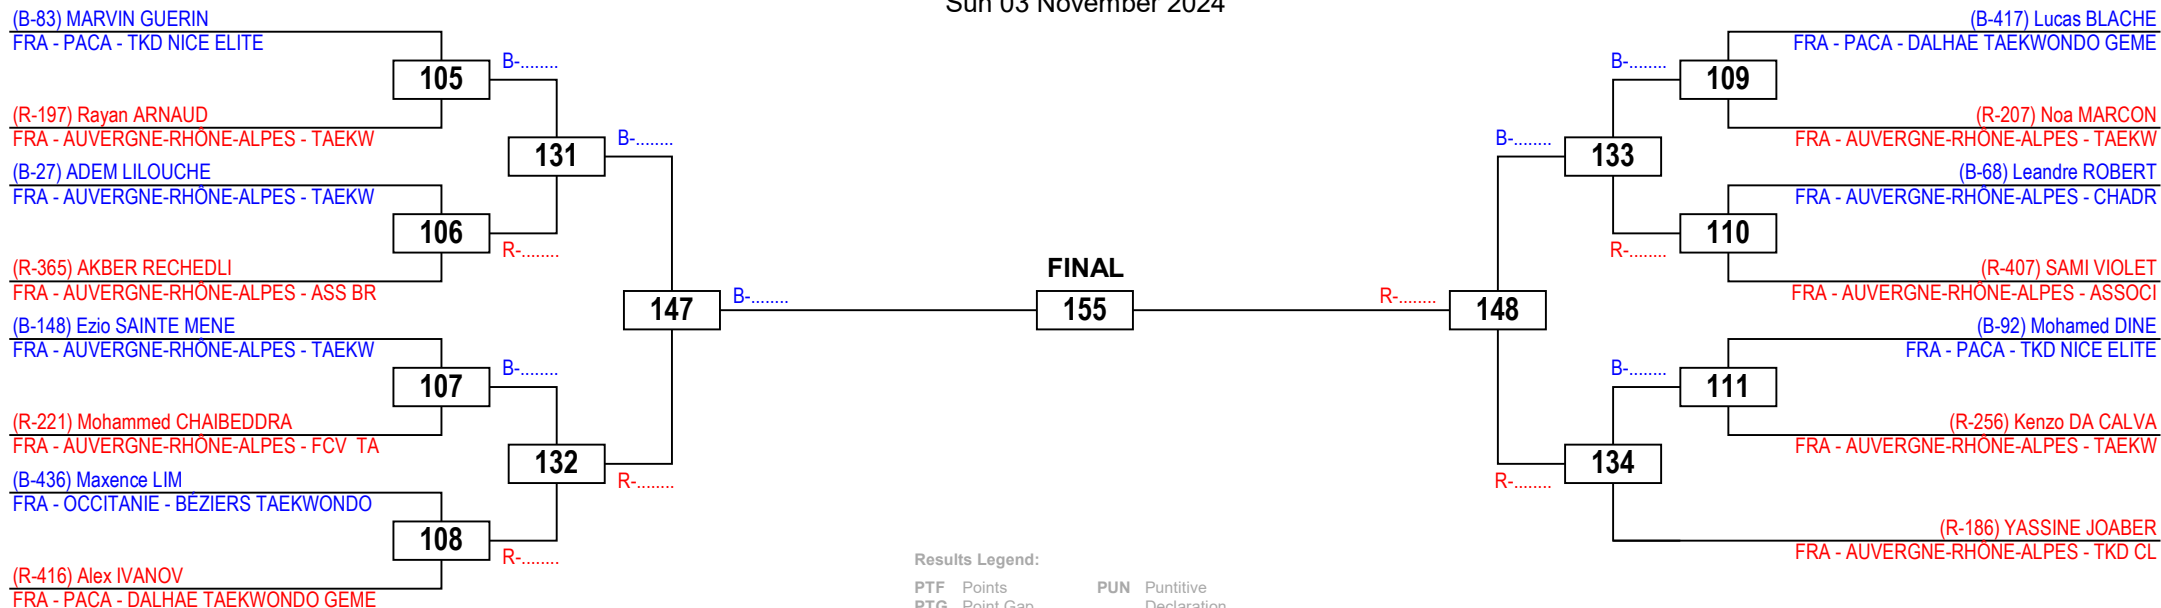 Sun 03 November 2024
(B-83) MARVIN GUERIN
FRA - PACA - TKD NICE ELITE
105
B-........
(R-197) Rayan ARNAUD
FRA - AUVERGNE-RHÔNE-ALPES - TAEKW
131
B-........
(B-27) ADEM LILOUCHE
FRA - AUVERGNE-RHÔNE-ALPES - TAEKW
106
R-........
(R-365) AKBER RECHEDLI
FRA - AUVERGNE-RHÔNE-ALPES - ASS BR
147
B-........
(B-148) Ezio SAINTE MENE
FRA - AUVERGNE-RHÔNE-ALPES - TAEKW
107
B-........
(R-221) Mohammed CHAIBEDDRA
FRA - AUVERGNE-RHÔNE-ALPES - FCV TA
132
R-........
(B-436) Maxence LIM
FRA - OCCITANIE - BÉZIERS TAEKWONDO
108
R-........
(R-416) Alex IVANOV
FRA - PACA - DALHAE TAEKWONDO GEME
FINAL
155
(B-417) Lucas BLACHE
FRA - PACA - DALHAE TAEKWONDO GEME
B-........
109
(R-207) Noa MARCON
FRA - AUVERGNE-RHÔNE-ALPES - TAEKW
B-........
133
(B-68) Leandre ROBERT
FRA - AUVERGNE-RHÔNE-ALPES - CHADR
110
R-........
(R-407) SAMI VIOLET
FRA - AUVERGNE-RHÔNE-ALPES - ASSOCI
R-........
148
(B-92) Mohamed DINE
FRA - PACA - TKD NICE ELITE
B-........
111
(R-256) Kenzo DA CALVA
FRA - AUVERGNE-RHÔNE-ALPES - TAEKW
134
R-........
(R-186) YASSINE JOABER
FRA - AUVERGNE-RHÔNE-ALPES - TKD CL
Results Legend:
PTF Points PUN Puntitive
PTG Point Gap Declaration